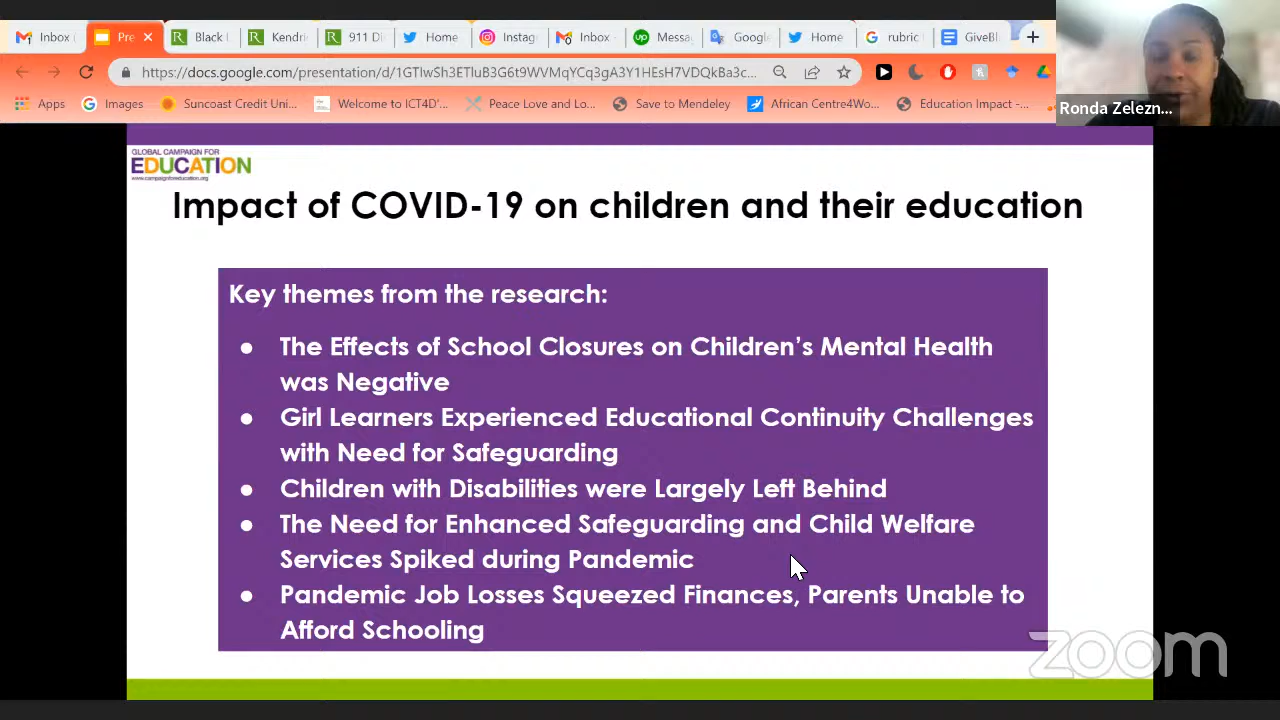 Inbox (
Pre
Black L
Kendri
911 Di
Home
Instag
Inbox -
Messa
Google
Home
rubric
GiveBl
https://docs.google.com/presentation/d/1GTlwSh3ETluB3G6t9WVMqYCq3gA3Y1HEsH7VDQkBa3c...
Apps
Images
Suncoast Credit Uni...
Welcome to ICT4D'...
Peace Love and Lo...
Save to Mendeley
African Centre4Wo...
Education Impact -...
Ronda Zelezn...
GLOBAL CAMPAIGN FOR
EDUCATION
www.campaignforeducation.org
Impact of COVID-19 on children and their education
Key themes from the research:
● The Effects of School Closures on Children’s Mental Health
was Negative
● Girl Learners Experienced Educational Continuity Challenges
with Need for Safeguarding
● Children with Disabilities were Largely Left Behind
● The Need for Enhanced Safeguarding and Child Welfare
Services Spiked during Pandemic
● Pandemic Job Losses Squeezed Finances, Parents Unable to
Afford Schooling
zoom